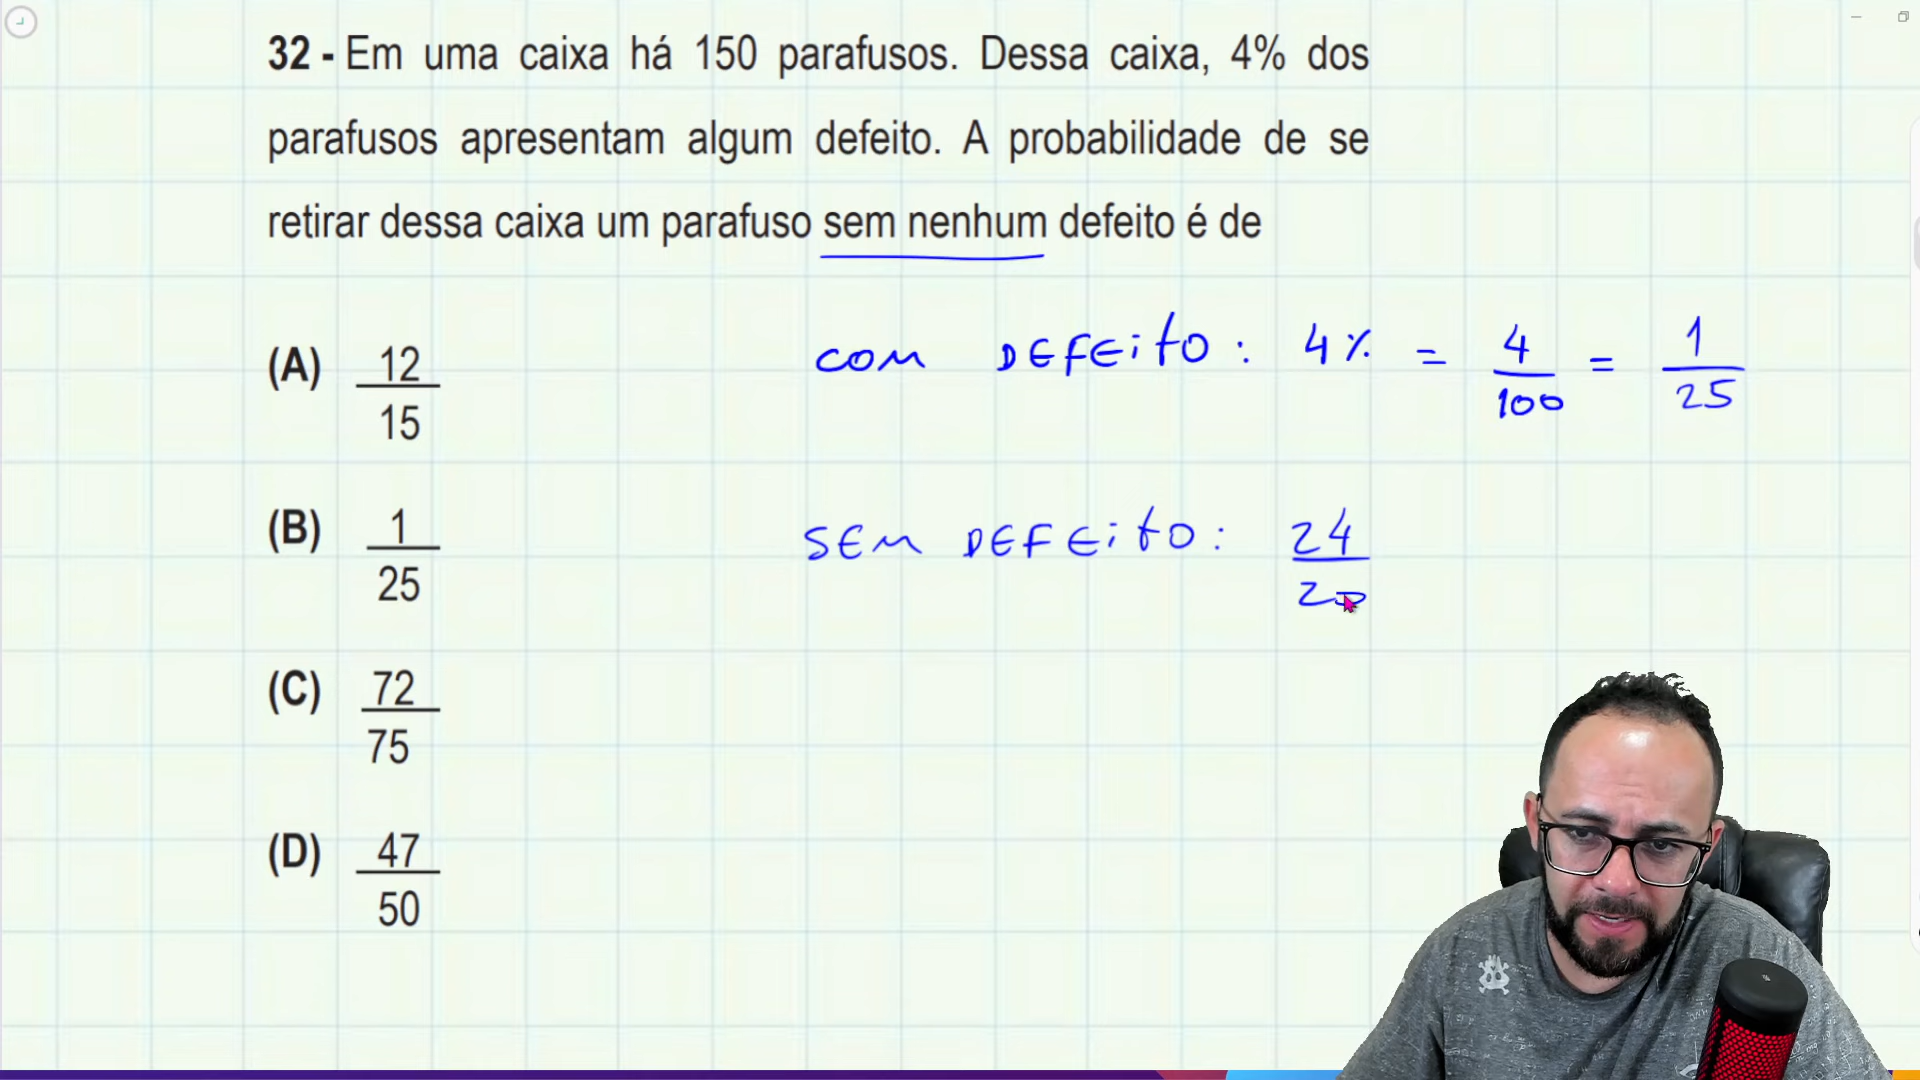 32 - Em uma caixa há 150 parafusos. Dessa caixa, 4% dos
parafusos apresentam algum defeito. A probabilidade de se
retirar dessa caixa um parafuso sem nenhum defeito é de
(A) 12
15
(B) 1
25
(C) 72
75
(D) 47
50
COM DEFEITO : 4% = 4 = 1
100 25
SEM DEFEITO : 24